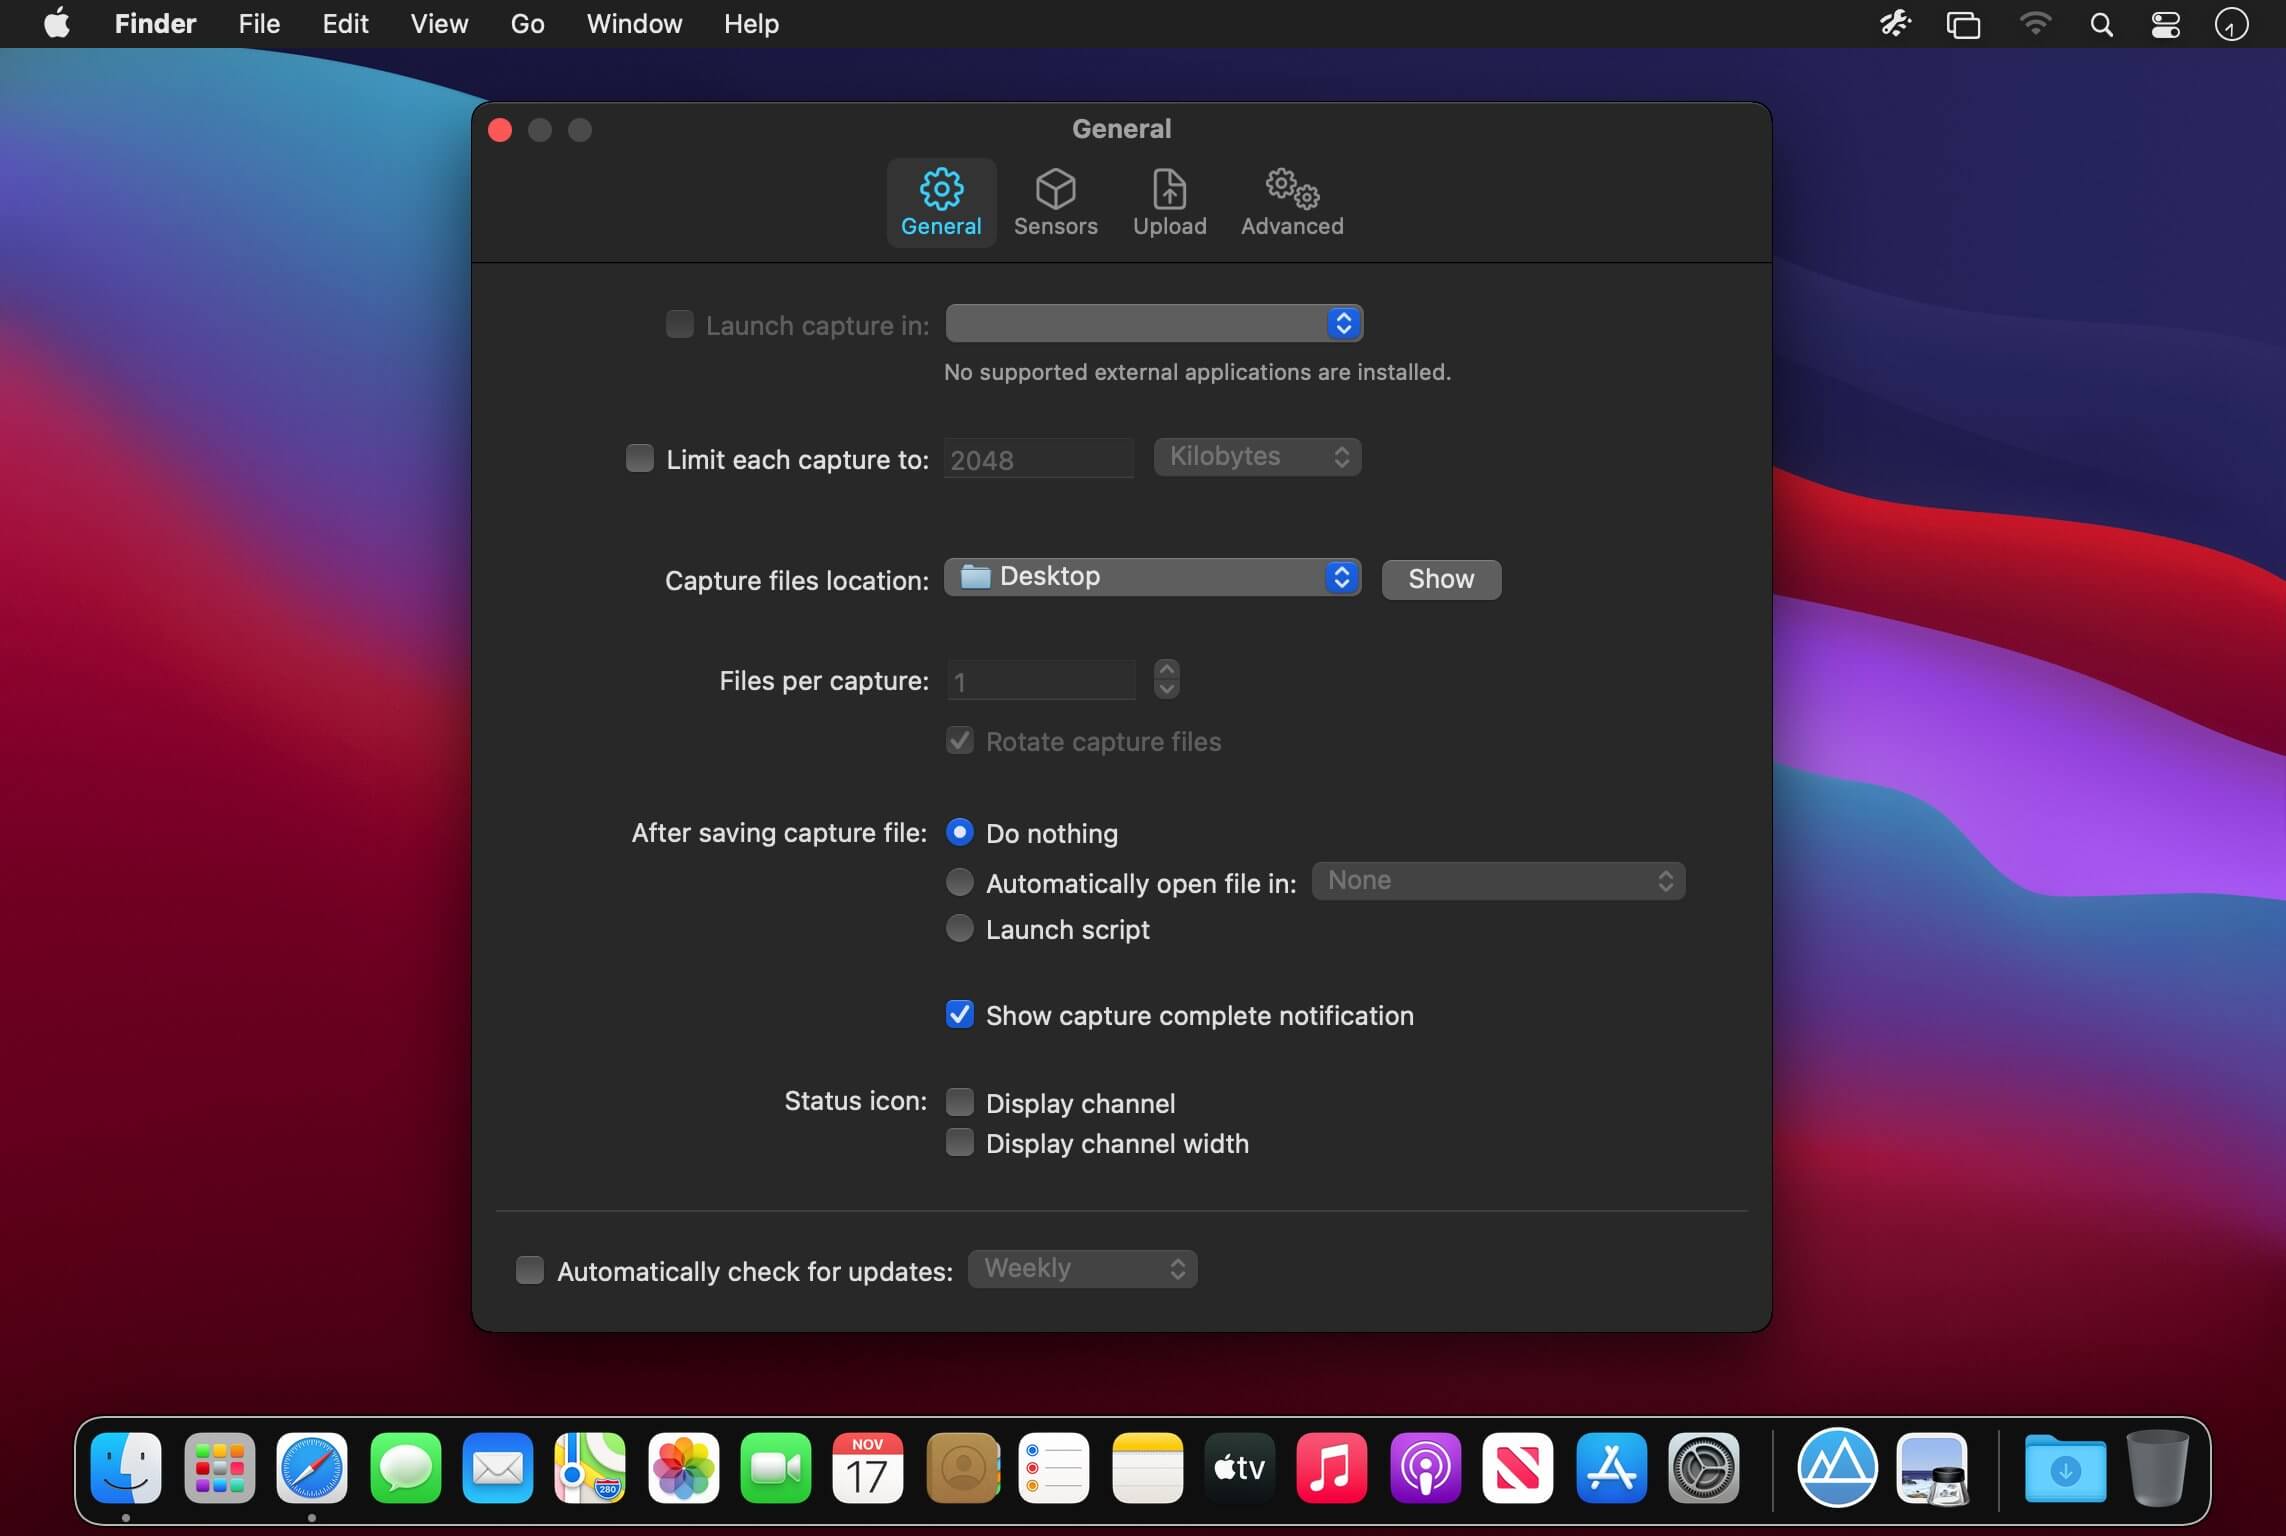 Finder File Edit View Go Window Help
General
General Sensors Upload Advanced
Launch capture in:
No supported external applications are installed.
Limit each capture to: 2048 Kilobytes
Capture files location: Desktop Show
Files per capture: 1
Rotate capture files
After saving capture file: Do nothing
Automatically open file in: None
Launch script
Show capture complete notification
Status icon: Display channel
Display channel width
Automatically check for updates: Weekly
NOV
17
280
tv